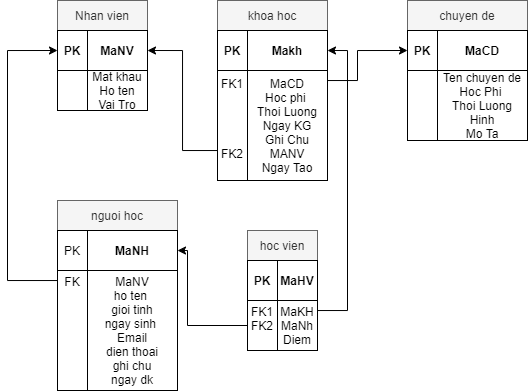 Nhan vien
PK MaNV
Mat khau
Ho ten
Vai Tro
khoa hoc
PK Makh
FK1 MaCD
Hoc phi
Thoi Luong
Ngay KG
Ghi Chu
FK2 MANV
Ngay Tao
chuyen de
PK MaCD
Ten chuyen de
Hoc Phi
Thoi Luong
Hinh
Mo Ta
nguoi hoc
PK MaNH
FK MaNV
ho ten
gioi tinh
ngay sinh
Email
dien thoai
ghi chu
ngay dk
hoc vien
PK MaHV
FK1 MaKH
FK2 MaNh
Diem